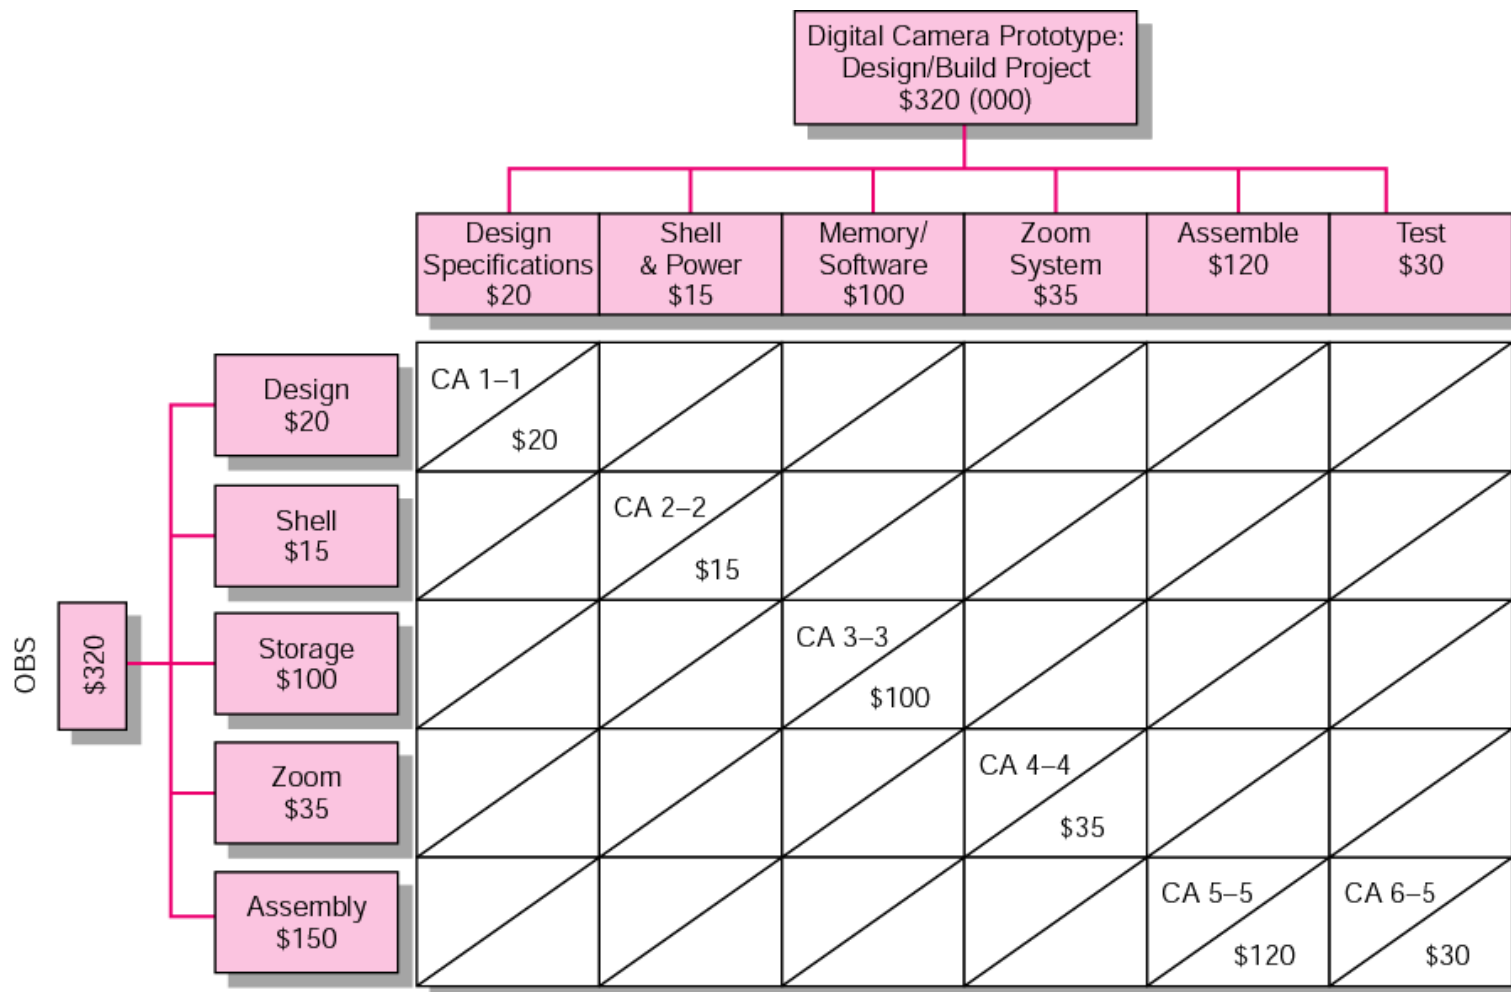 Digital Camera Prototype:
Design/Build Project
$320 (000)
Design
Specifications
$20
Shell
& Power
$15
Memory/
Software
$100
Zoom
System
$35
Assemble
$120
Test
$30
OBS
$320
Design
$20
CA 1–1
$20
Shell
$15
CA 2–2
$15
Storage
$100
CA 3–3
$100
Zoom
$35
CA 4–4
$35
Assembly
$150
CA 5–5
$120
CA 6–5
$30